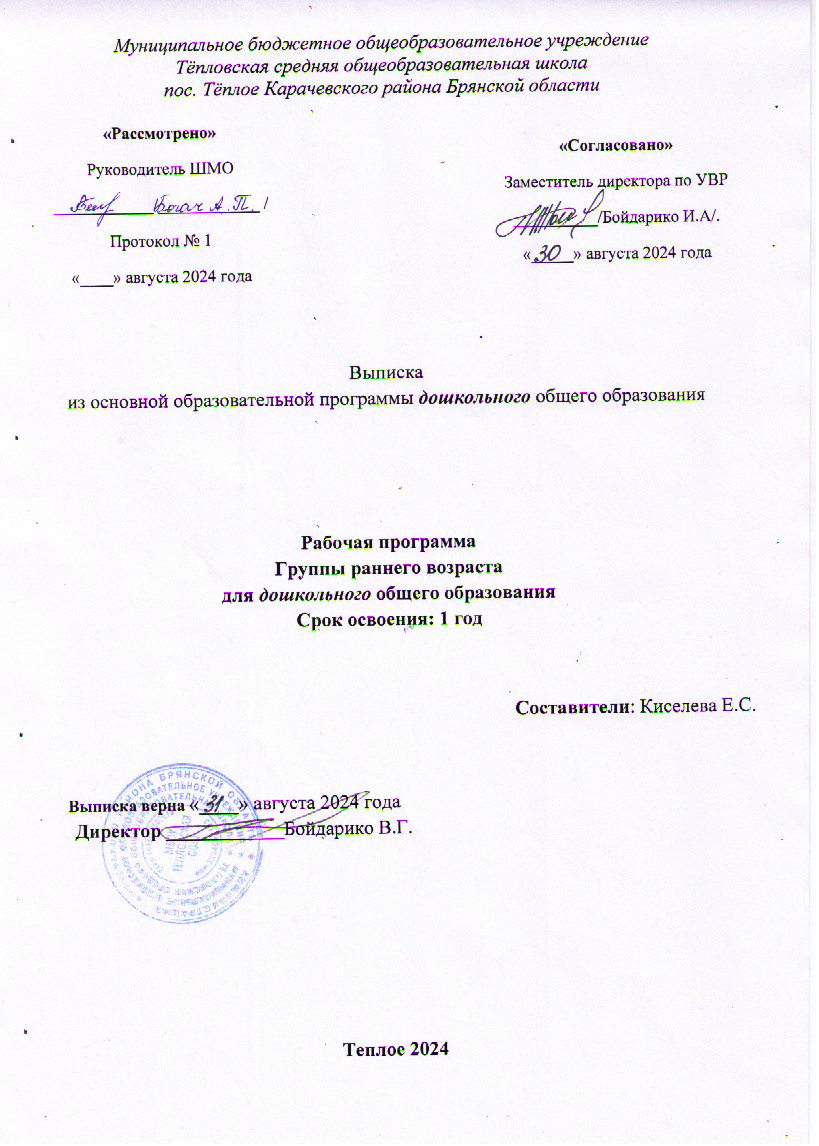 Муниципальное бюджетное общеобразовательное учреждение
Тёпловская средняя общеобразовательная школа
пос. Тёплое Карачевского района Брянской области
«Рассмотрено»
Руководитель ШМО
А.П. /
Протокол № 1
«____» августа 2024 года
«Согласовано»
Заместитель директора по УВР
/Бойдарико И.А/.
«30» августа 2024 года
Выписка
из основной образовательной программы дошкольного общего образования
Рабочая программа
Группы раннего возраста
для дошкольного общего образования
Срок освоения: 1 год
Составители: Киселева Е.С.
Выписка верна «31» августа 2024 года
Директор____________Бойдарико В.Г.
Теплое 2024